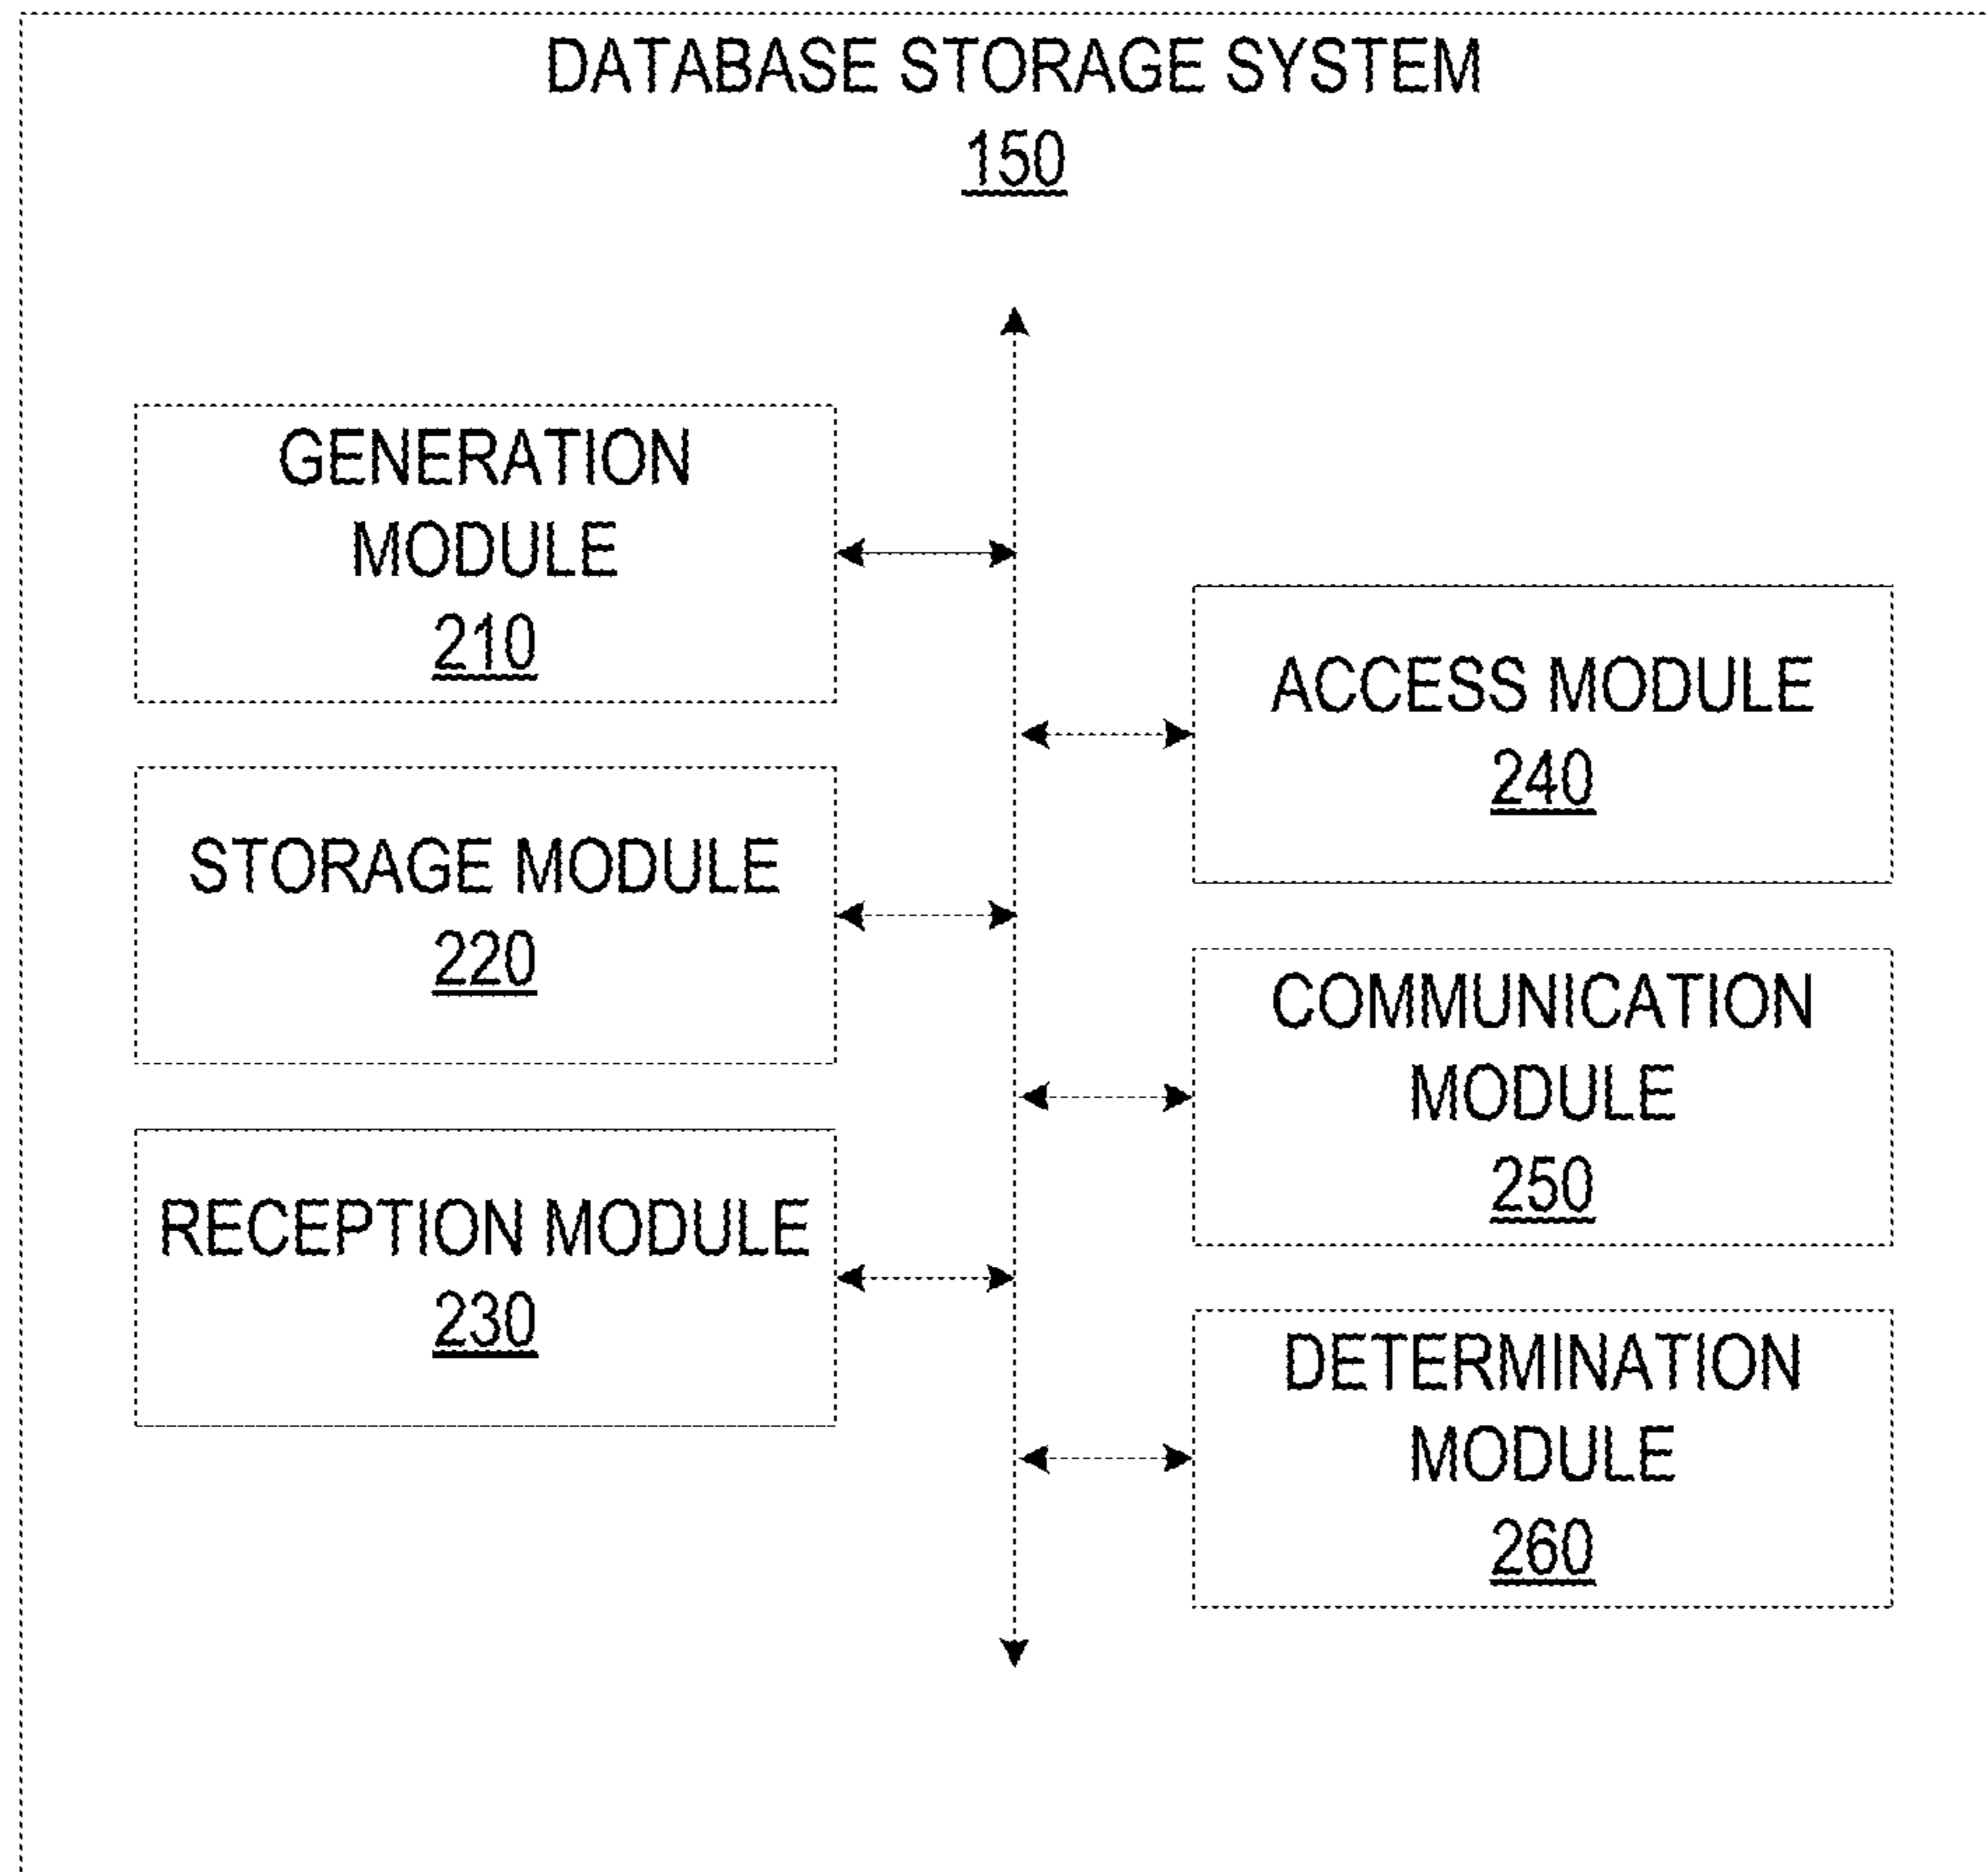 DATABASE STORAGE SYSTEM
150
GENERATION
MODULE
210
STORAGE MODULE
220
RECEPTION MODULE
230
ACCESS MODULE
240
COMMUNICATION
MODULE
250
DETERMINATION
MODULE
260